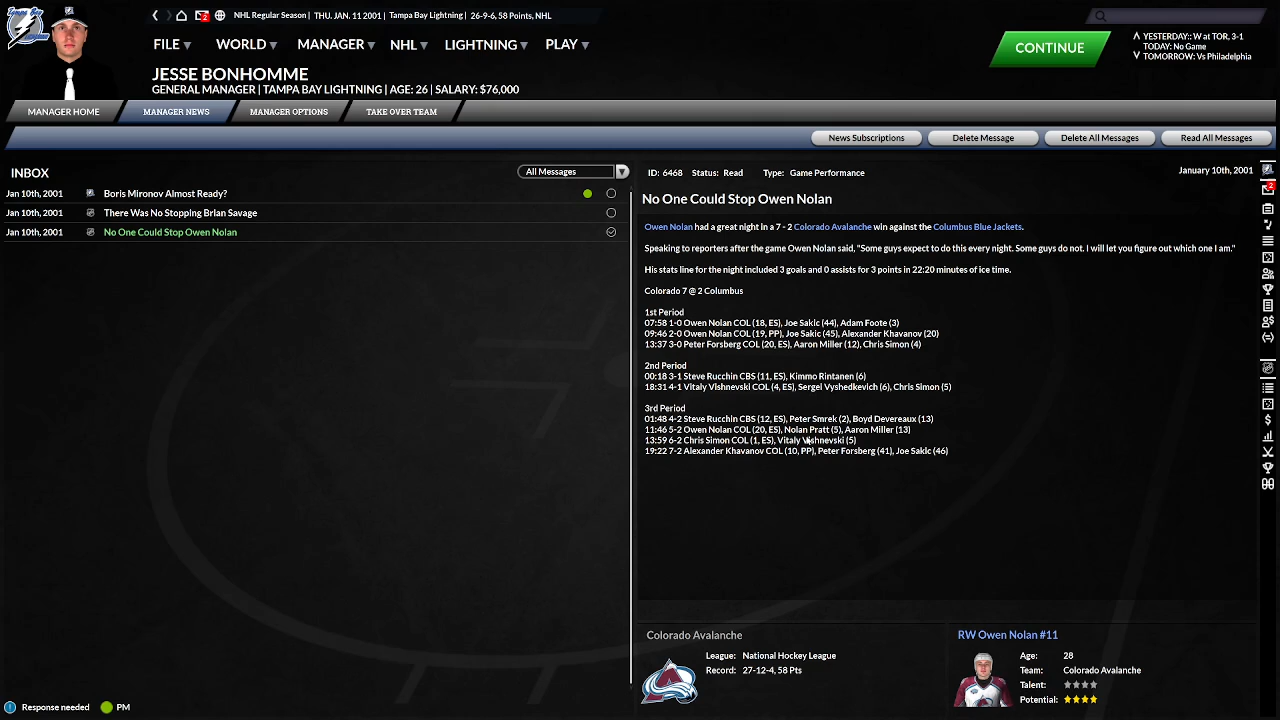 NHL Regular Season | THU. JAN. 11 2001 | Tampa Bay Lightning | 26-9-6, 58 Points, NHL
FILE WORLD MANAGER NHL LIGHTNING PLAY
CONTINUE
YESTERDAY: W at TOR, 3-1
TODAY: No Game
TOMORROW: Vs Philadelphia
JESSE BONHOMME
GENERAL MANAGER | TAMPA BAY LIGHTNING | AGE: 26 | SALARY: $76,000
MANAGER HOME MANAGER NEWS MANAGER OPTIONS TAKE OVER TEAM
News Subscriptions Delete Message Delete All Messages Read All Messages
INBOX All Messages
Jan 10th, 2001 Boris Mironov Almost Ready?
Jan 10th, 2001 There Was No Stopping Brian Savage
Jan 10th, 2001 No One Could Stop Owen Nolan
ID: 6468 Status: Read Type: Game Performance January 10th, 2001
No One Could Stop Owen Nolan
Owen Nolan had a great night in a 7 - 2 Colorado Avalanche win against the Columbus Blue Jackets.
Speaking to reporters after the game Owen Nolan said, "Some guys expect to do this every night. Some guys do not. I will let you figure out which one I am."
His stats line for the night included 3 goals and 0 assists for 3 points in 22:20 minutes of ice time.
Colorado 7 @ 2 Columbus
1st Period
07:58 1-0 Owen Nolan COL (18, ES), Joe Sakic (44), Adam Foote (3)
09:46 2-0 Owen Nolan COL (19, PP), Joe Sakic (45), Alexander Khavanov (20)
13:37 3-0 Peter Forsberg COL (20, ES), Aaron Miller (12), Chris Simon (4)
2nd Period
00:18 3-1 Steve Rucchin CBS (11, ES), Kimmo Rintanen (6)
18:31 4-1 Vitaly Vishnevski COL (4, ES), Sergei Vyshedkevich (6), Chris Simon (5)
3rd Period
01:48 4-2 Steve Rucchin CBS (12, ES), Peter Smrek (2), Boyd Devereaux (13)
11:46 5-2 Owen Nolan COL (20, ES), Nolan Pratt (5), Aaron Miller (13)
13:59 6-2 Chris Simon COL (1, ES), Vitaly Vishnevski (5)
19:22 7-2 Alexander Khavanov COL (10, PP), Peter Forsberg (41), Joe Sakic (46)
Colorado Avalanche
League: National Hockey League
Record: 27-12-4, 58 Pts
RW Owen Nolan #11
Age: 28
Team: Colorado Avalanche
Talent:
Potential:
Response needed PM